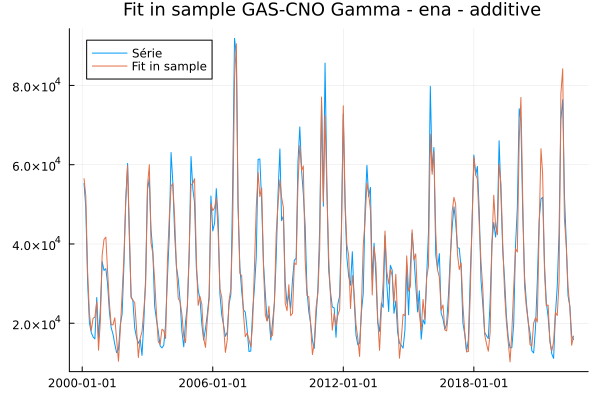 Fit in sample GAS-CNO Gamma - ena - additive
Série
Fit in sample
8.0×10⁴
6.0×10⁴
4.0×10⁴
2.0×10⁴
2000-01-01 2006-01-01 2012-01-01 2018-01-01